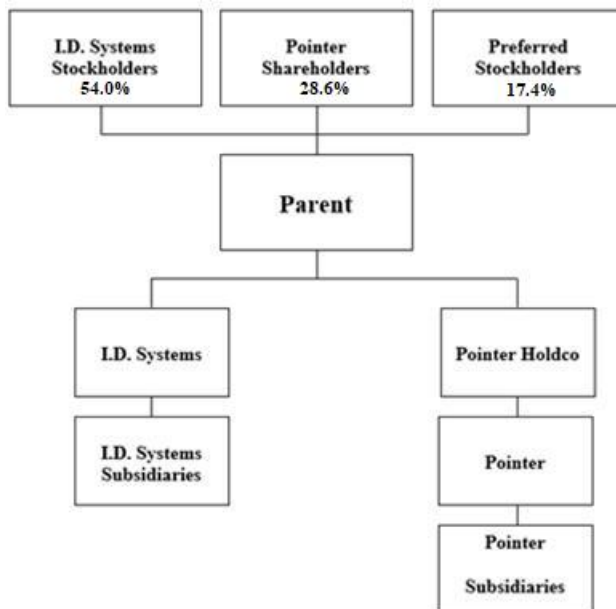 I.D. Systems
Stockholders
54.0%
Pointer
Shareholders
28.6%
Preferred
Stockholders
17.4%
Parent
I.D. Systems
Pointer Holdco
I.D. Systems
Subsidiaries
Pointer
Pointer
Subsidiaries